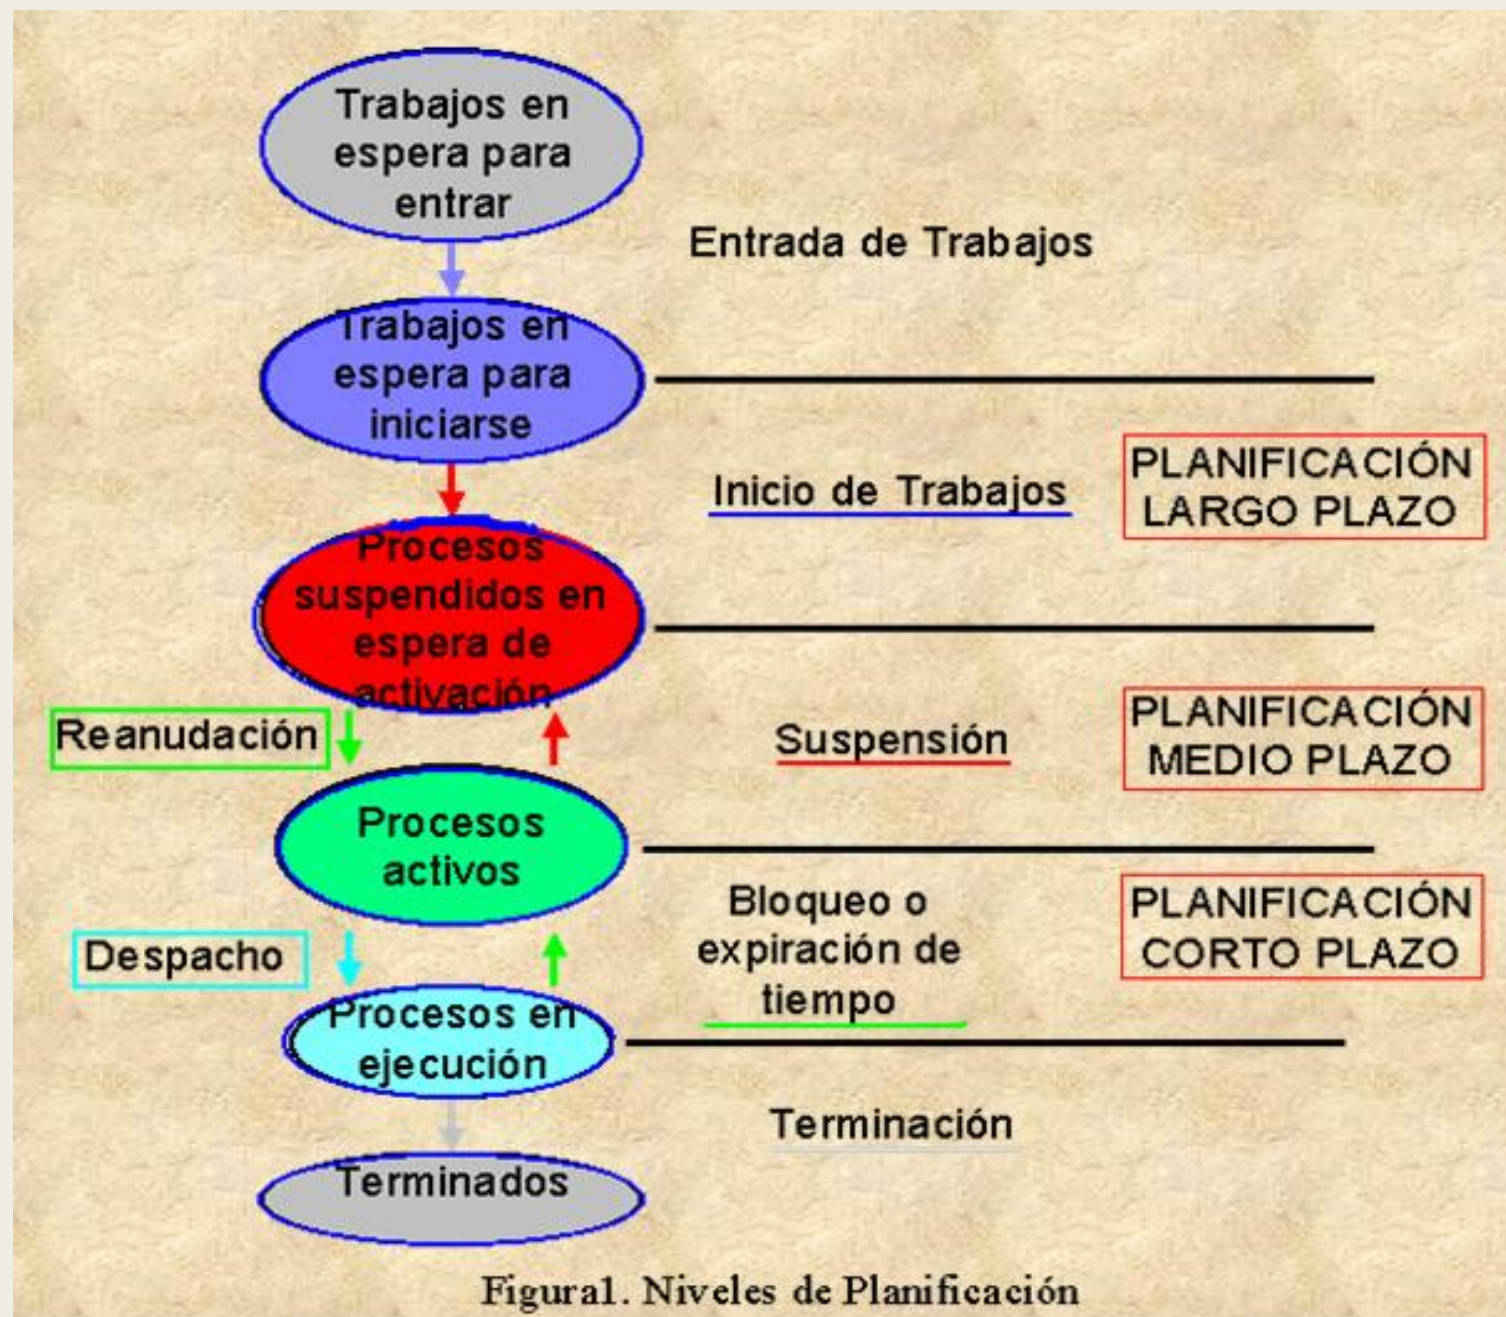 Trabajos en
espera para
entrar
Entrada de Trabajos
Trabajos en
espera para
iniciarse
Inicio de Trabajos
PLANIFICACIÓN
LARGO PLAZO
Procesos
suspendidos en
espera de
activación
Reanudación
Suspensión
PLANIFICACIÓN
MEDIO PLAZO
Procesos
activos
Despacho
Bloqueo o
expiración de
tiempo
PLANIFICACIÓN
CORTO PLAZO
Procesos en
ejecución
Terminación
Terminados
Figura1. Niveles de Planificación